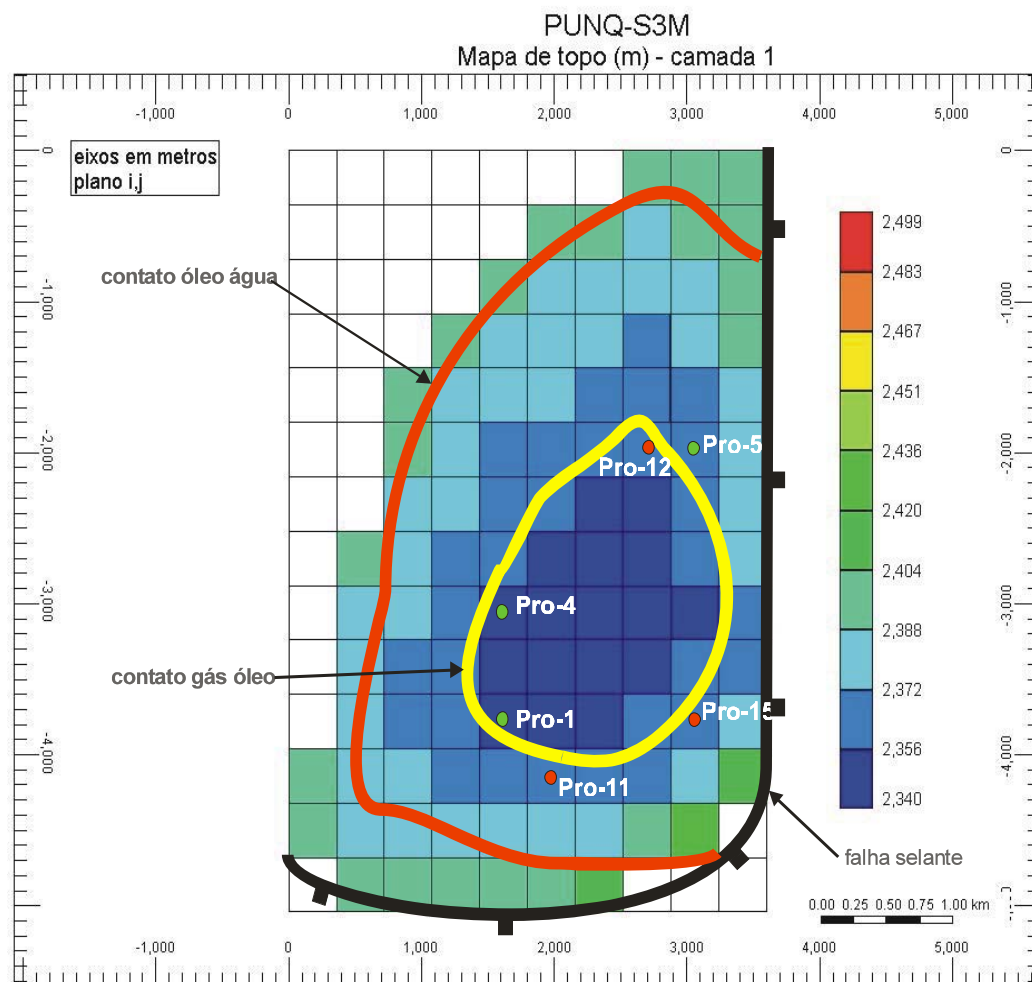 PUNQ-S3M
Mapa de topo (m) - camada 1
-1,000 0 1,000 2,000 3,000 4,000 5,000
eixos em metros
plano i,j
0 0
-1,000 -1,000
-2,000 -2,000
-3,000 -3,000
-4,000 -4,000
contato óleo água
contato gás óleo
Pro-5
Pro-12
Pro-4
Pro-1
Pro-15
Pro-11
falha selante
2,499
2,483
2,467
2,451
2,436
2,420
2,404
2,388
2,372
2,356
2,340
0.00 0.25 0.50 0.75 1.00 km
-1,000 0 1,000 2,000 3,000 4,000 5,000